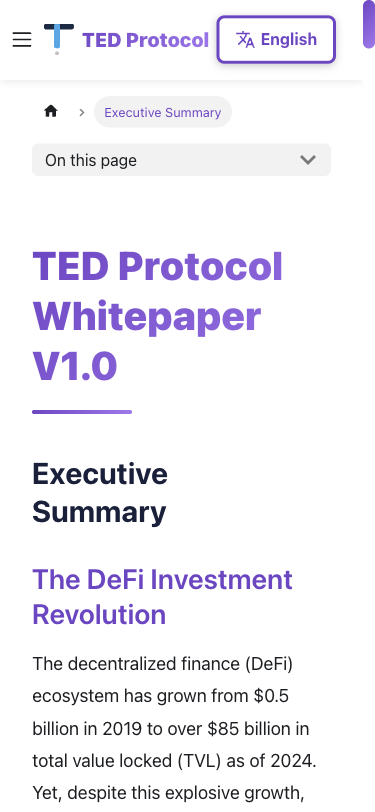 TED Protocol
English
Executive Summary
On this page
TED Protocol
Whitepaper
V1.0
Executive
Summary
The DeFi Investment
Revolution
The decentralized finance (DeFi)
ecosystem has grown from $0.5
billion in 2019 to over $85 billion in
total value locked (TVL) as of 2024.
Yet, despite this explosive growth,